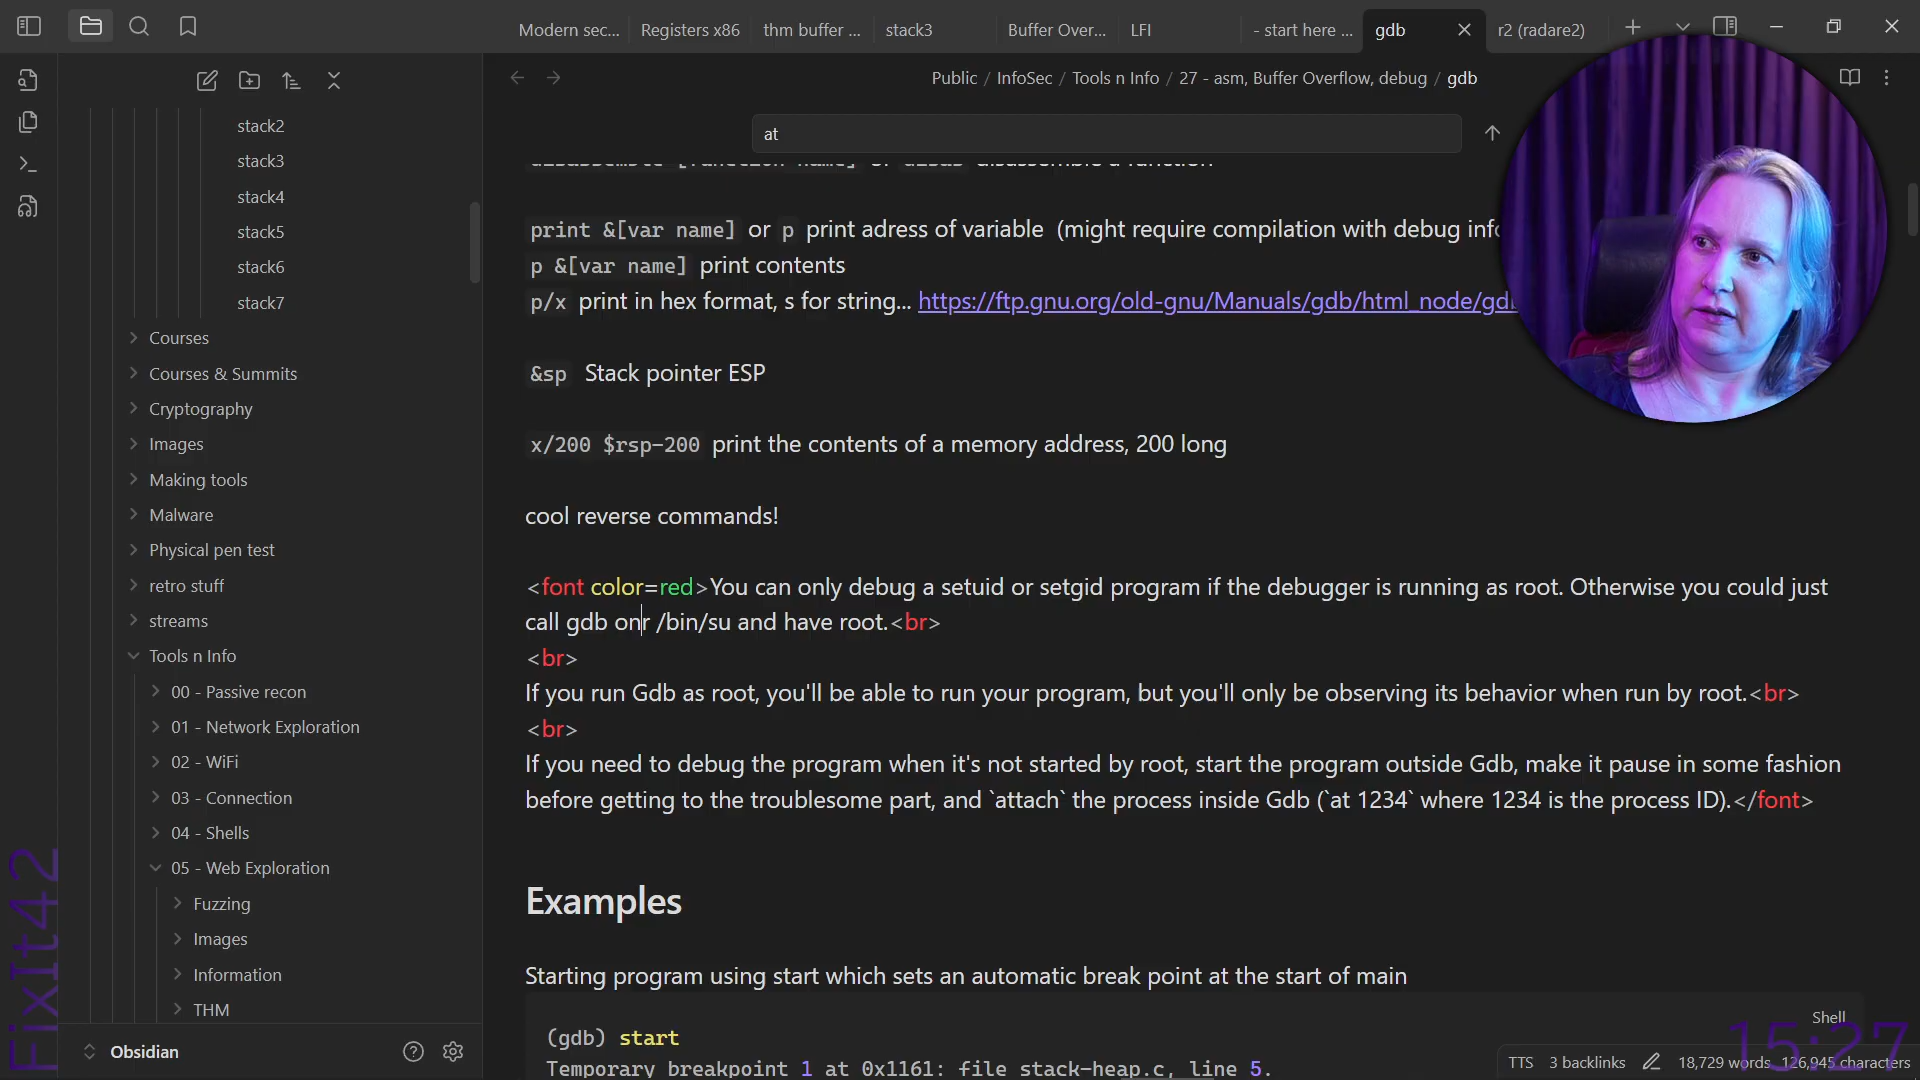 Modern sec...
Registers x86
thm buffer ...
stack3
Buffer Over...
LFI
- start here ...
gdb
r2 (radare2)
Public / InfoSec / Tools n Info / 27 - asm, Buffer Overflow, debug / gdb
at
stack2
stack3
stack4
stack5
stack6
stack7
Courses
Courses & Summits
Cryptography
Images
Making tools
Malware
Physical pen test
retro stuff
streams
Tools n Info
00 - Passive recon
01 - Network Exploration
02 - WiFi
03 - Connection
04 - Shells
05 - Web Exploration
Fuzzing
Images
Information
THM
Obsidian
disassemble [function name] or disas disassemble a function
print &[var name] or p print adress of variable (might require compilation with debug info
p &[var name] print contents
p/x print in hex format, s for string... https://ftp.gnu.org/old-gnu/Manuals/gdb/html_node/gdb
&sp Stack pointer ESP
x/200 $rsp-200 print the contents of a memory address, 200 long
cool reverse commands!
<font color=red>You can only debug a setuid or setgid program if the debugger is running as root. Otherwise you could just
call gdb onr /bin/su and have root.<br>
<br>
If you run Gdb as root, you'll be able to run your program, but you'll only be observing its behavior when run by root.<br>
<br>
If you need to debug the program when it's not started by root, start the program outside Gdb, make it pause in some fashion
before getting to the troublesome part, and `attach` the process inside Gdb (`at 1234` where 1234 is the process ID).</font>
Examples
Starting program using start which sets an automatic break point at the start of main
Shell
(gdb) start
Temporary breakpoint 1 at 0x1161: file stack-heap.c, line 5.
TTS
3 backlinks
18,729 words
126,945 characters
15:27
FixIt42